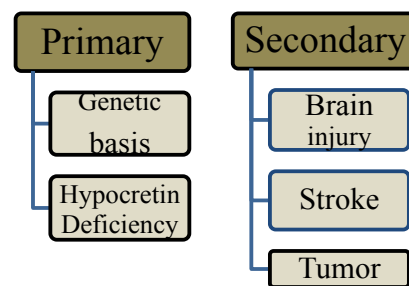 Primary
Genetic
basis
Hypocretin
Deficiency
Secondary
Brain
injury
Stroke
Tumor